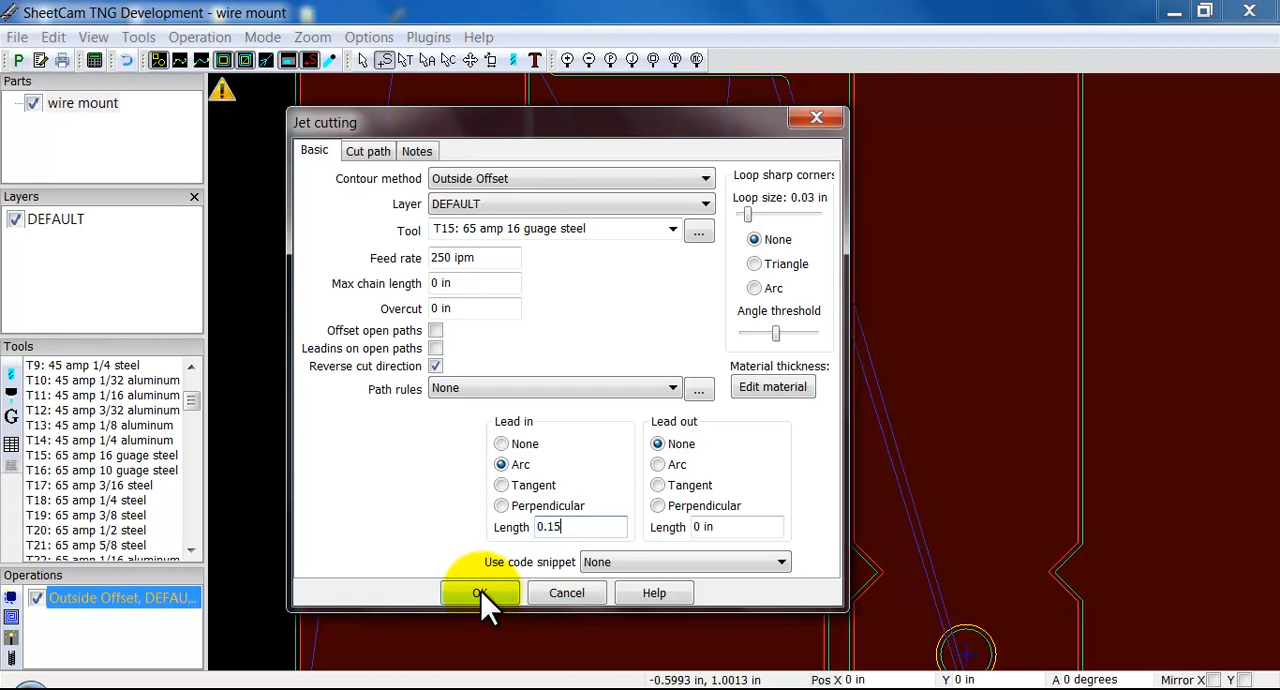 SheetCam TNG Development - wire mount
File Edit View Tools Operation Mode Zoom Options Plugins Help
Parts
wire mount
Layers
DEFAULT
Tools
T9: 45 amp 1/4 steel
T10: 45 amp 1/32 aluminum
T11: 45 amp 1/16 aluminum
T12: 45 amp 3/32 aluminum
T13: 45 amp 1/8 aluminum
T14: 45 amp 1/4 aluminum
T15: 65 amp 16 guage steel
T16: 65 amp 10 guage steel
T17: 65 amp 3/16 steel
T18: 65 amp 1/4 steel
T19: 65 amp 3/8 steel
T20: 65 amp 1/2 steel
T21: 65 amp 5/8 steel
T22: 65 amp 1/16 aluminum
Operations
Outside Offset, DEFAU...
Jet cutting
Basic Cut path Notes
Contour method Outside Offset
Layer DEFAULT
Tool T15: 65 amp 16 guage steel ...
Feed rate 250 ipm
Max chain length 0 in
Overcut 0 in
Offset open paths
Leadins on open paths
Reverse cut direction
Path rules None ...
Loop sharp corners
Loop size: 0.03 in
None
Triangle
Arc
Angle threshold
Material thickness:
Edit material
Lead in
None
Arc
Tangent
Perpendicular
Length 0.15
Lead out
None
Arc
Tangent
Perpendicular
Length 0 in
Use code snippet None
OK Cancel Help
-0.5993 in, 1.0013 in Pos X 0 in Y 0 in A 0 degrees Mirror X Y